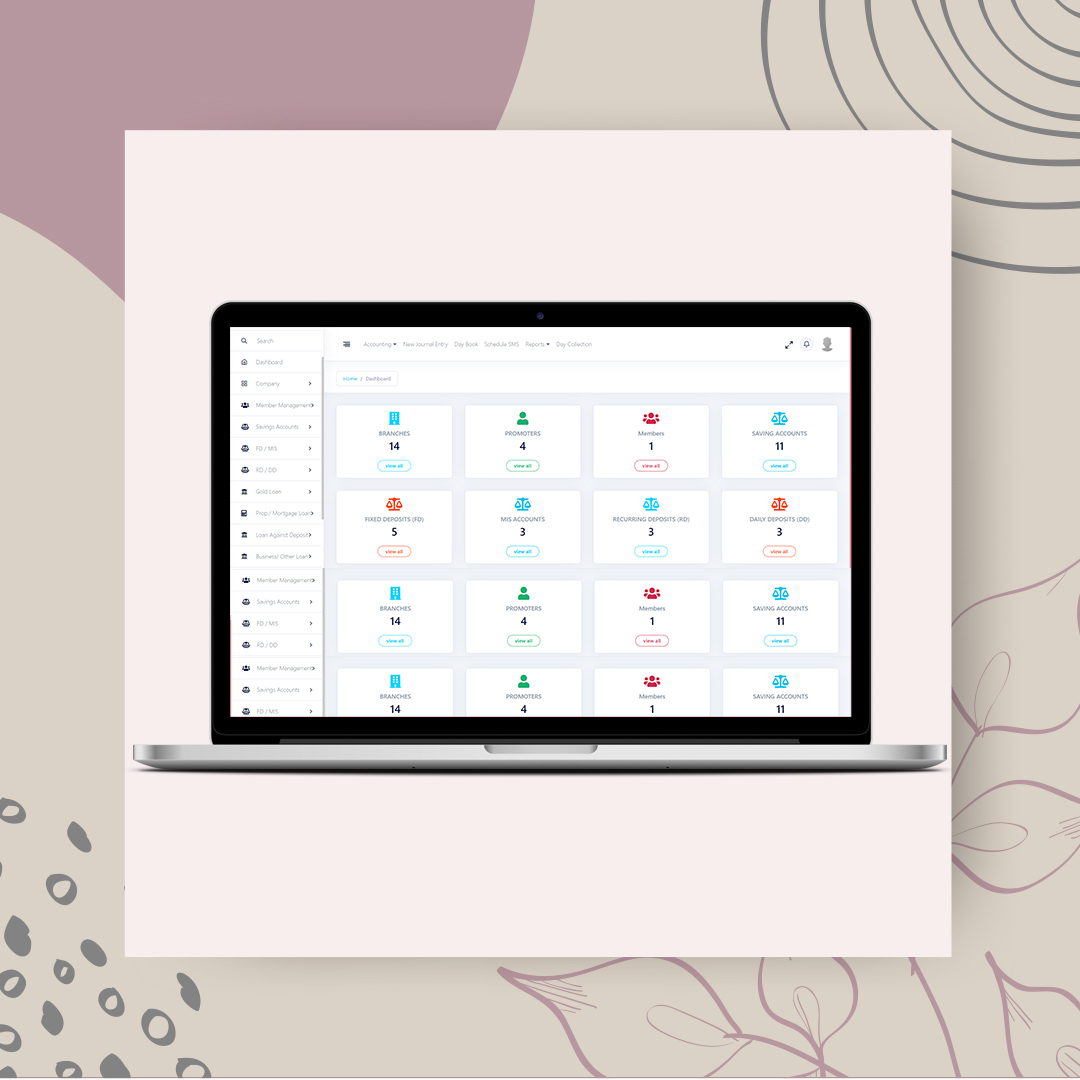 Search
Dashboard
Company
Member Management
Savings Accounts
FD / MIS
RD / DD
Gold Loan
Prop./ Mortgage Loan
Loan Against Deposit
Business/ Other Loan
Member Management
Savings Accounts
FD / MIS
RD / DD
Member Management
Savings Accounts
FD / MIS
Accounting New Journal Entry Day Book Schedule SMS Reports Day Collection
Home / Dashboard
BRANCHES PROMOTERS Members SAVING ACCOUNTS
14 4 1 11
view all view all view all view all
FIXED DEPOSITS (FD) MIS ACCOUNTS RECURRING DEPOSITS (RD) DAILY DEPOSITS (DD)
5 3 3 3
view all view all view all view all
BRANCHES PROMOTERS Members SAVING ACCOUNTS
14 4 1 11
view all view all view all view all
BRANCHES PROMOTERS Members SAVING ACCOUNTS
14 4 1 11